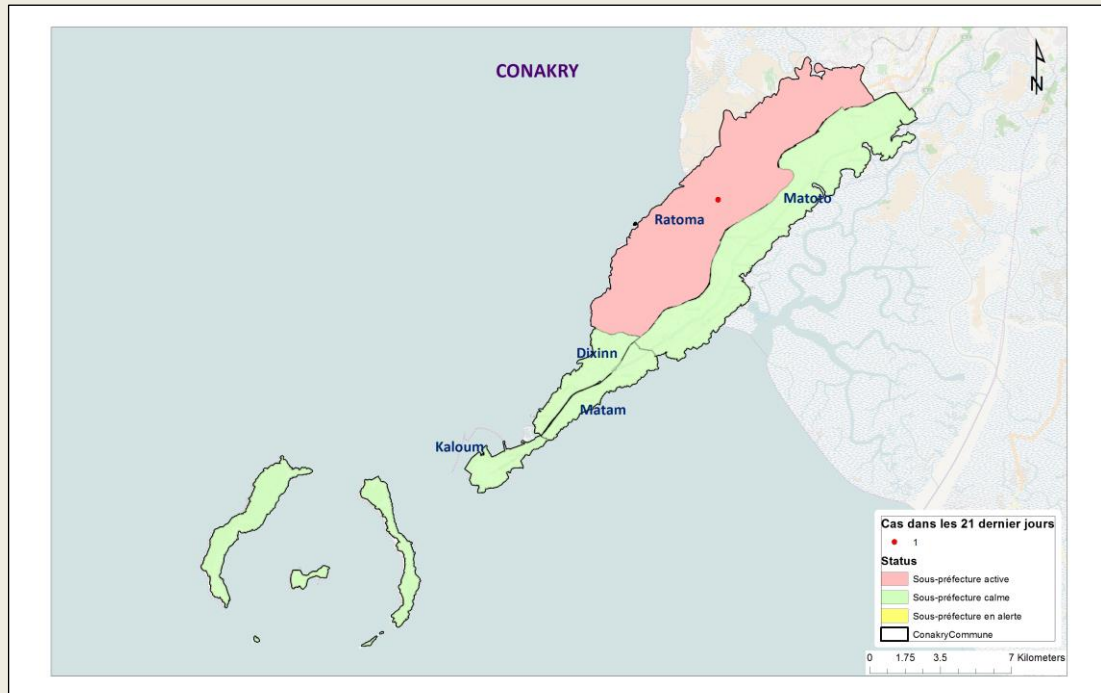 CONAKRY
N
Matoto
Ratoma
Dixinn
Matam
Kaloum
Cas dans les 21 dernier jours
1
Status
Sous-préfecture active
Sous-préfecture calme
Sous-préfecture en alerte
ConakryCommune
0 1.75 3.5 7 Kilometers